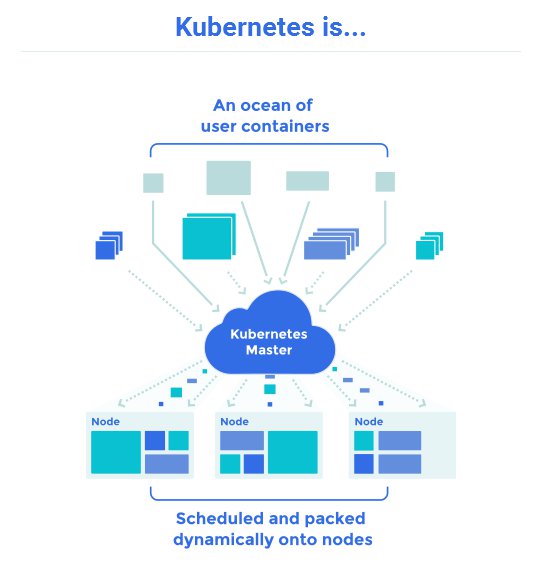 Kubernetes is...
An ocean of
user containers
Kubernetes
Master
Node
Node
Node
Scheduled and packed
dynamically onto nodes